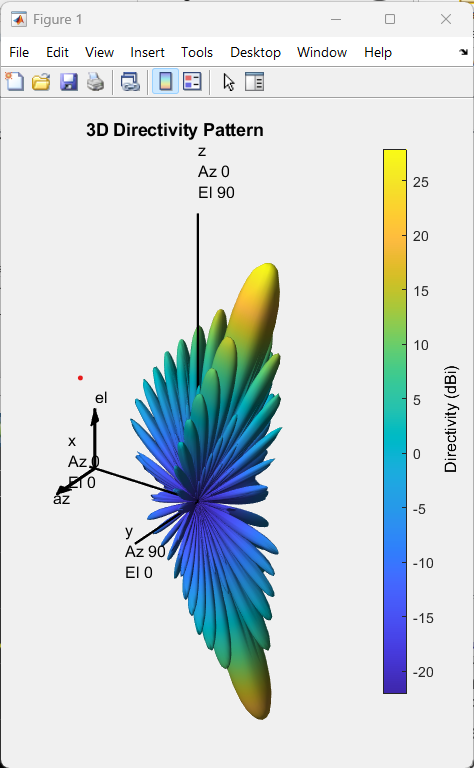 Figure 1
File Edit View Insert Tools Desktop Window Help
3D Directivity Pattern
z
Az 0
El 90
25
20
15
10
5
0
-5
-10
-15
-20
Directivity (dBi)
el
x
Az 0
El 0
az
y
Az 90
El 0